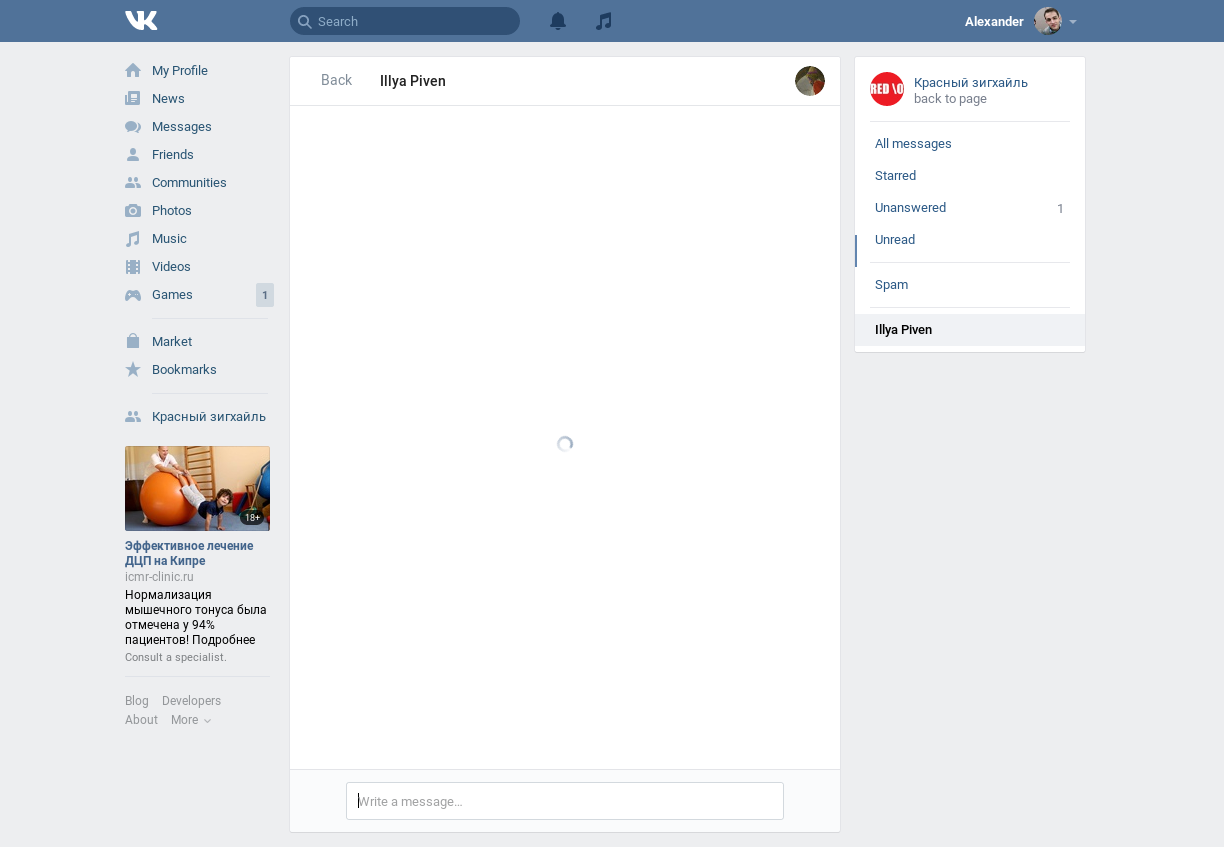 Search
Alexander
My Profile
News
Messages
Friends
Communities
Photos
Music
Videos
Games 1
Market
Bookmarks
Красный зигхайль
18+
Эффективное лечение
ДЦП на Кипре
icmr-clinic.ru
Нормализация
мышечного тонуса была
отмечена у 94%
пациентов! Подробнее
Consult a specialist.
Blog Developers
About More
Back Illya Piven
Write a message...
RED \O
Красный зигхайль
back to page
All messages
Starred
Unanswered 1
Unread
Spam
Illya Piven